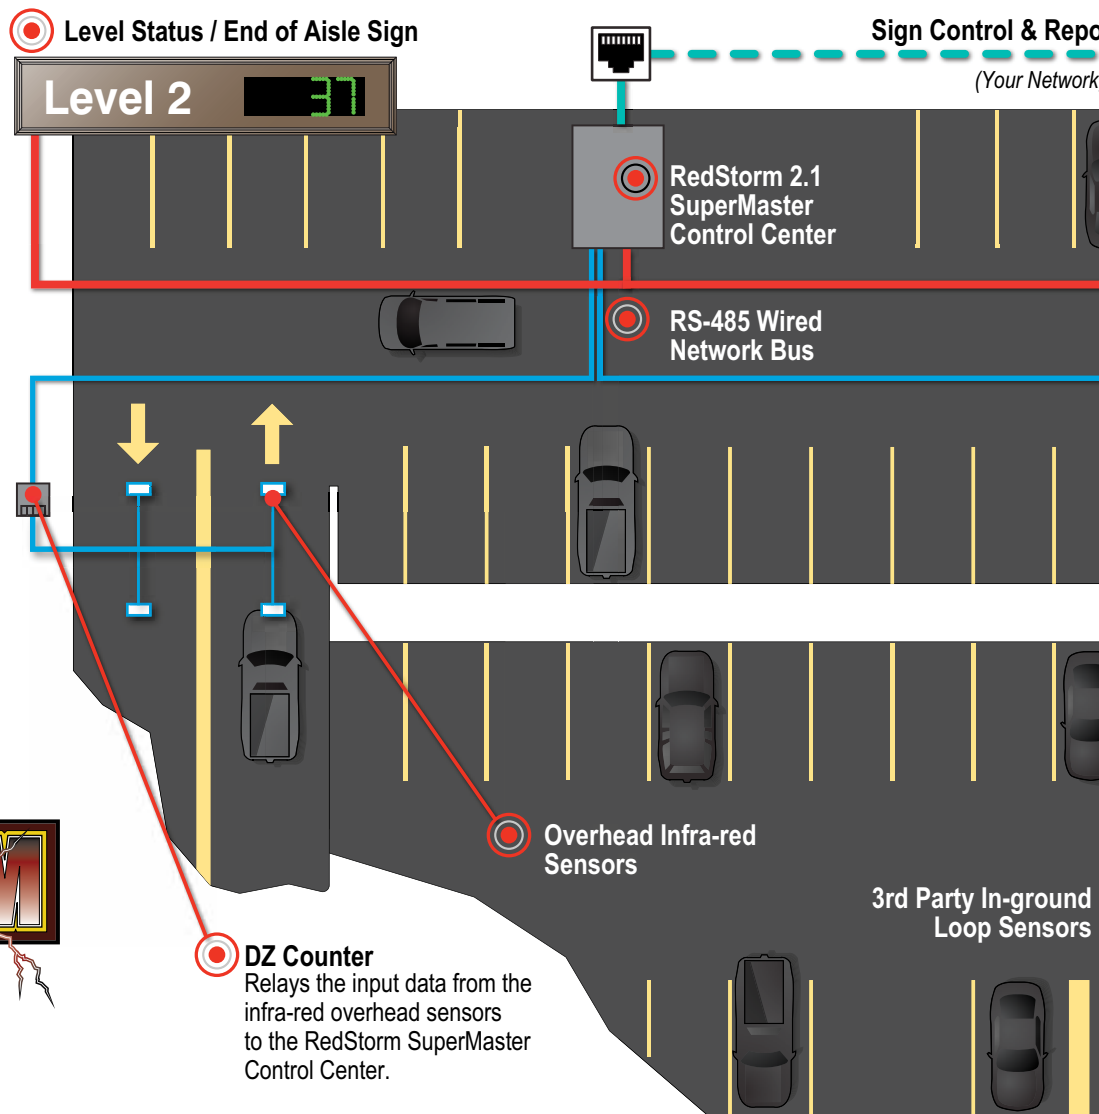 Level Status / End of Aisle Sign
Level 2 37
Sign Control &
(Your Network
RedStorm 2.1
SuperMaster
Control Center
RS-485 Wired
Network Bus
Overhead Infra-red
Sensors
3rd Party In-ground
Loop Sensors
DZ Counter
Relays the input data from the
infra-red overhead sensors
to the RedStorm SuperMaster
Control Center.
M